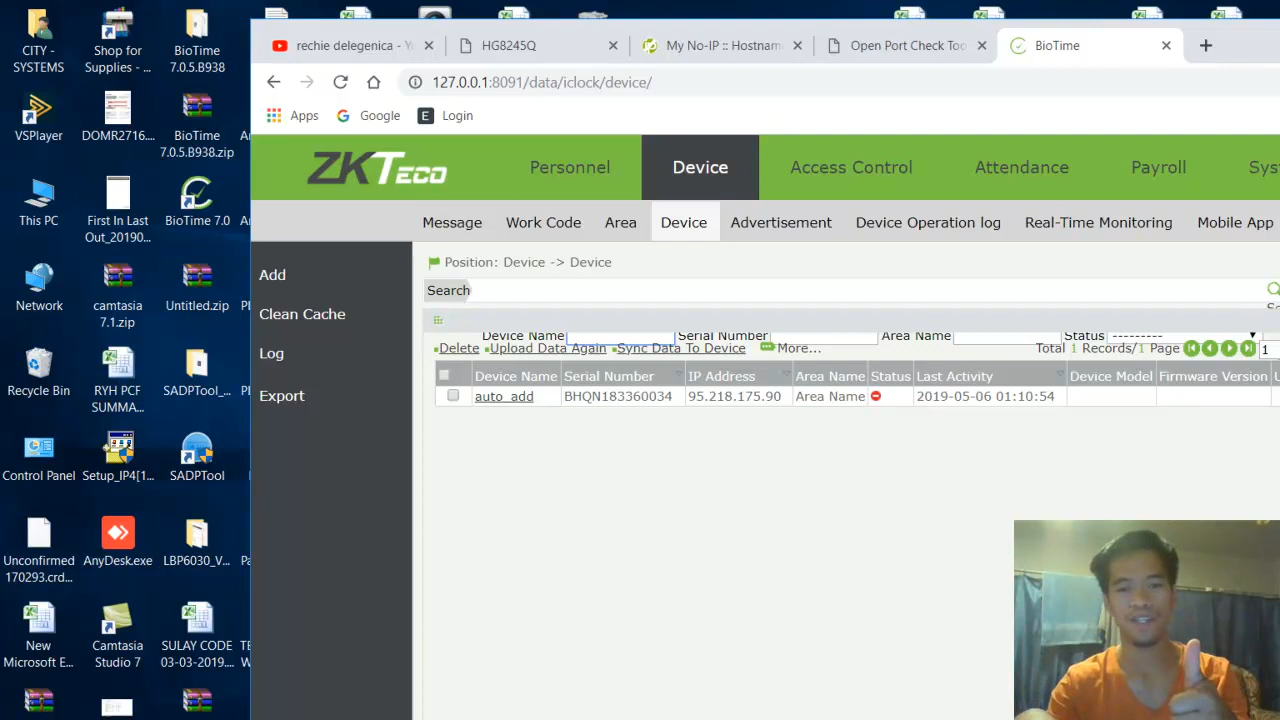 CITY -
SYSTEMS
Shop for
Supplies - ...
BioTime
7.0.5.B938
VSPlayer
DOMR2716....
BioTime
7.0.5.B938.zip
This PC
First In Last
Out_20190...
BioTime 7.0
Network
camtasia
7.1.zip
Untitled.zip
Recycle Bin
RYH PCF
SUMMA...
SADPTool_...
Control Panel
Setup_IP4[1...
SADPTool
Unconfirmed
170293.crd...
AnyDesk.exe
LBP6030_V...
New
Microsoft E...
Camtasia
Studio 7
SULAY CODE
03-03-2019....
rechie delegenica - Y
HG8245Q
My No-IP :: Hostnam
Open Port Check Too
BioTime
127.0.0.1:8091/data/iclock/device/
Apps
Google
E Login
ZKTECO
Personnel
Device
Access Control
Attendance
Payroll
Sys
Message
Work Code
Area
Device
Advertisement
Device Operation log
Real-Time Monitoring
Mobile App
Add
Clean Cache
Log
Export
Position: Device -> Device
Search
Device Name
Serial Number
Area Name
Status ---------
Delete
Upload Data Again
Sync Data To Device
More...
Total 1 Records/1 Page
1
Device Name Serial Number IP Address Area Name Status Last Activity Device Model Firmware Version
auto_add BHQN183360034 95.218.175.90 Area Name 2019-05-06 01:10:54